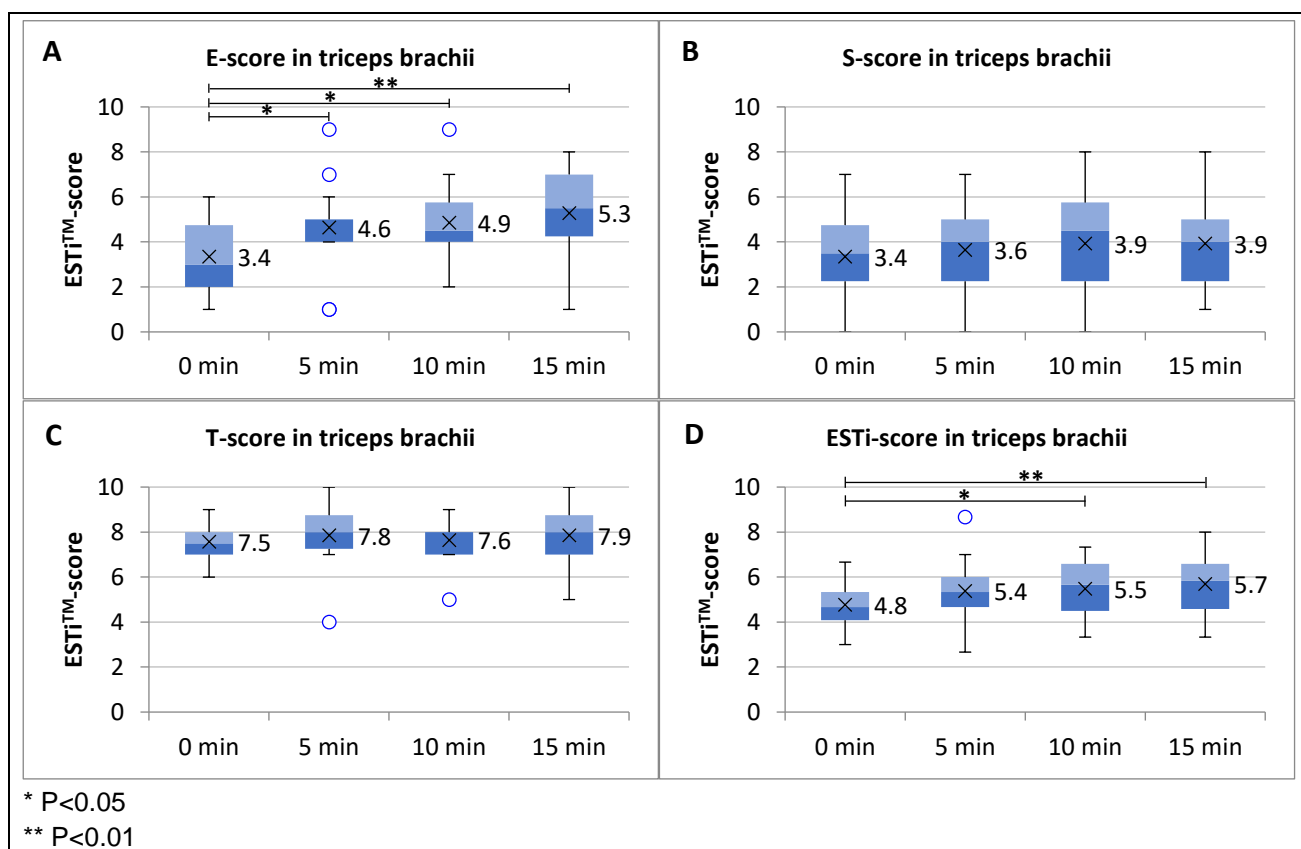 A
E-score in triceps brachii
**
*
*
ESTi™-score
10
8
6
4
2
0
3.4
4.6
4.9
5.3
0 min 5 min 10 min 15 min
B
S-score in triceps brachii
ESTi™-score
10
8
6
4
2
0
3.4
3.6
3.9
3.9
0 min 5 min 10 min 15 min
C
T-score in triceps brachii
ESTi™-score
10
8
6
4
2
0
7.5
7.8
7.6
7.9
0 min 5 min 10 min 15 min
D
ESTi-score in triceps brachii
**
*
ESTi™-score
10
8
6
4
2
0
4.8
5.4
5.5
5.7
0 min 5 min 10 min 15 min
* P<0.05
** P<0.01